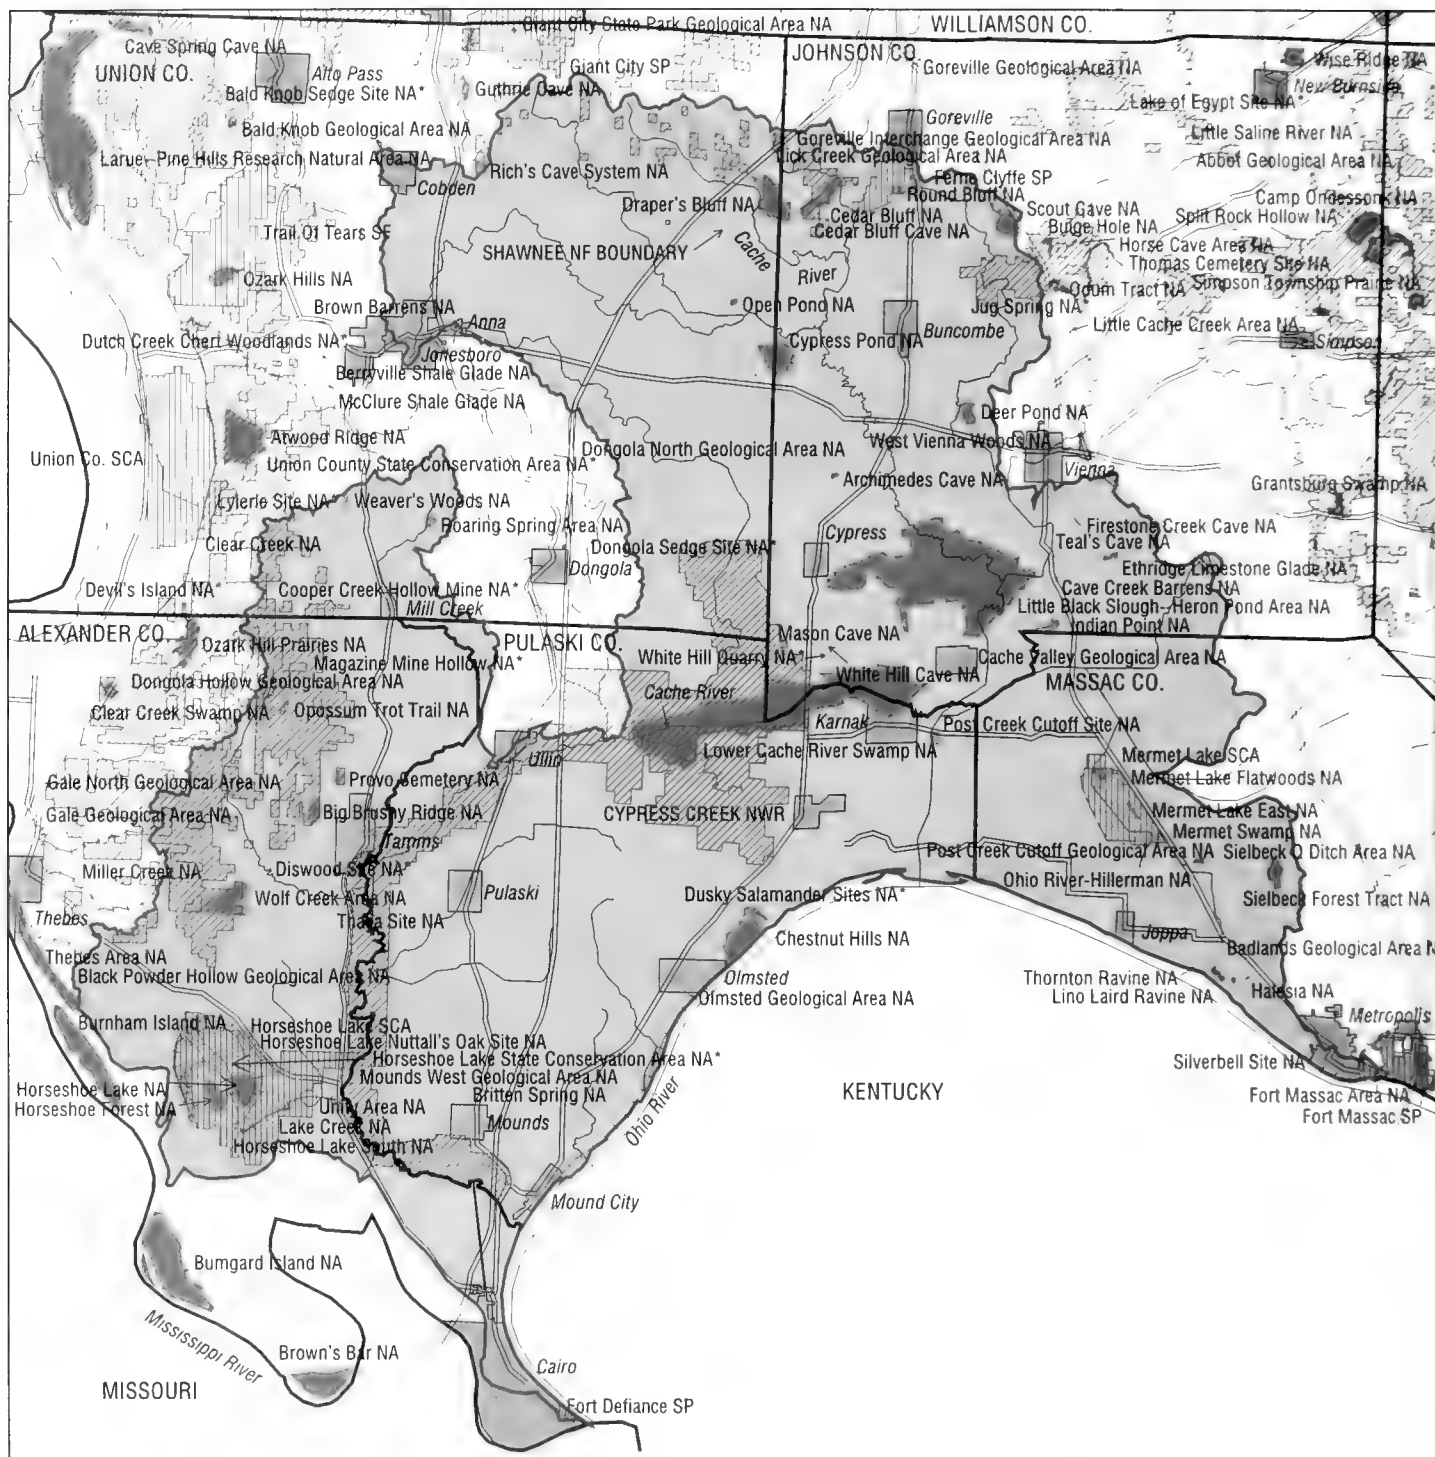 Giant City State Park Geological Area NA
WILLIAMSON CO.
Cave Spring Cave NA
JOHNSON CO.
UNION CO.
Alto Pass
Giant City SP
Goreville Geological Area NA
Wise Ridge NA
Bald Knob Sedge Site NA*
Guthrie Cave NA
New Burnside
Lake of Egypt Site NA*
Goreville
Bald Knob Geological Area NA
Goreville Interchange Geological Area NA
Little Saline River NA
Larue-Pine Hills Research Natural Area NA
Lick Creek Geological Area NA
Abbot Geological Area NA
Rich's Cave System NA
Ferne Clyffe SP
Cobden
Round Bluff NA
Camp Ondessonk NA
Draper's Bluff NA
Cedar Bluff NA
Scout Cave NA
Split Rock Hollow NA
Trail Of Tears SF
Cedar Bluff Cave NA
Bulge Hole NA
SHAWNEE NF BOUNDARY
Cache
River
Horse Cave Area NA
Thomas Cemetery Site NA
Ozark Hills NA
Ogum Tract NA
Simpson Township Prairie NA
Brown Barrens NA
Open Pond NA
Jug Spring NA
Anna
Buncombe
Little Cache Creek Area NA
Dutch Creek Chert Woodlands NA*
Cypress Pond NA
Simpson
Jonesboro
Berryville Shale Glade NA
McClure Shale Glade NA
Deer Pond NA
Atwood Ridge NA
West Vienna Woods NA
Union Co. SCA
Dongola North Geological Area NA
Union County State Conservation Area NA*
Vienna
Archimedes Cave NA
Grantsburg Swamp NA
Lylerle Site NA*
Weaver's Woods NA
Roaring Spring Area NA
Firestone Creek Cave NA
Cypress
Teal's Cave NA
Clear Creek NA
Dongola Sedge Site NA*
Dongola
Ethridge Limestone Glade NA
Devil's Island NA*
Cooper Creek Hollow Mine NA*
Cave Creek Barrens NA
Mill Creek
Little Black Slough-Heron Pond Area NA
Indian Point NA
ALEXANDER CO.
Ozark Hill Prairies NA
PULASKI CO.
Mason Cave NA
Magazine Mine Hollow NA*
White Hill Quarry NA*
Cache Valley Geological Area NA
White Hill Cave NA
Dongola Hollow Geological Area NA
Cache River
MASSAC CO.
Clear Creek Swamp NA
Opossum Trot Trail NA
Karnak
Post Creek Cutoff Site NA
Ullin
Lower Cache River Swamp NA
Mermet Lake SCA
Gale North Geological Area NA
Provo Cemetery NA
Mermet Lake Flatwoods NA
Gale Geological Area NA
Big Brushy Ridge NA
CYPRESS CREEK NWR
Mermet Lake East NA
Mermet Swamp NA
Tamms
Post Creek Cutoff Geological Area NA
Sielbeck Q Ditch Area NA
Miller Creek NA
Diswood Site NA*
Pulaski
Ohio River-Hillerman NA
Wolf Creek Area NA
Dusky Salamander Sites NA*
Sielbeck Forest Tract NA
Thebes
Thalia Site NA
Chestnut Hills NA
Joppa
Badlands Geological Area
Thebes Area NA
Black Powder Hollow Geological Area NA
Olmsted
Thornton Ravine NA
Olmsted Geological Area NA
Lino Laird Ravine NA
Halesia NA
Burnham Island NA
Horseshoe Lake SCA
Metropolis
Horseshoe Lake Nuttall's Oak Site NA
Horseshoe Lake State Conservation Area NA*
Silverbell Site NA
Mounds West Geological Area NA
Horseshoe Lake NA
Britten Spring NA
KENTUCKY
Fort Massac Area NA
Horseshoe Forest NA
Unity Area NA
Ohio River
Fort Massac SP
Lake Creek NA
Mounds
Horseshoe Lake South NA
Mound City
Bumgard Island NA
Mississippi River
Brown's Bar NA
Cairo
MISSOURI
Fort Defiance SP